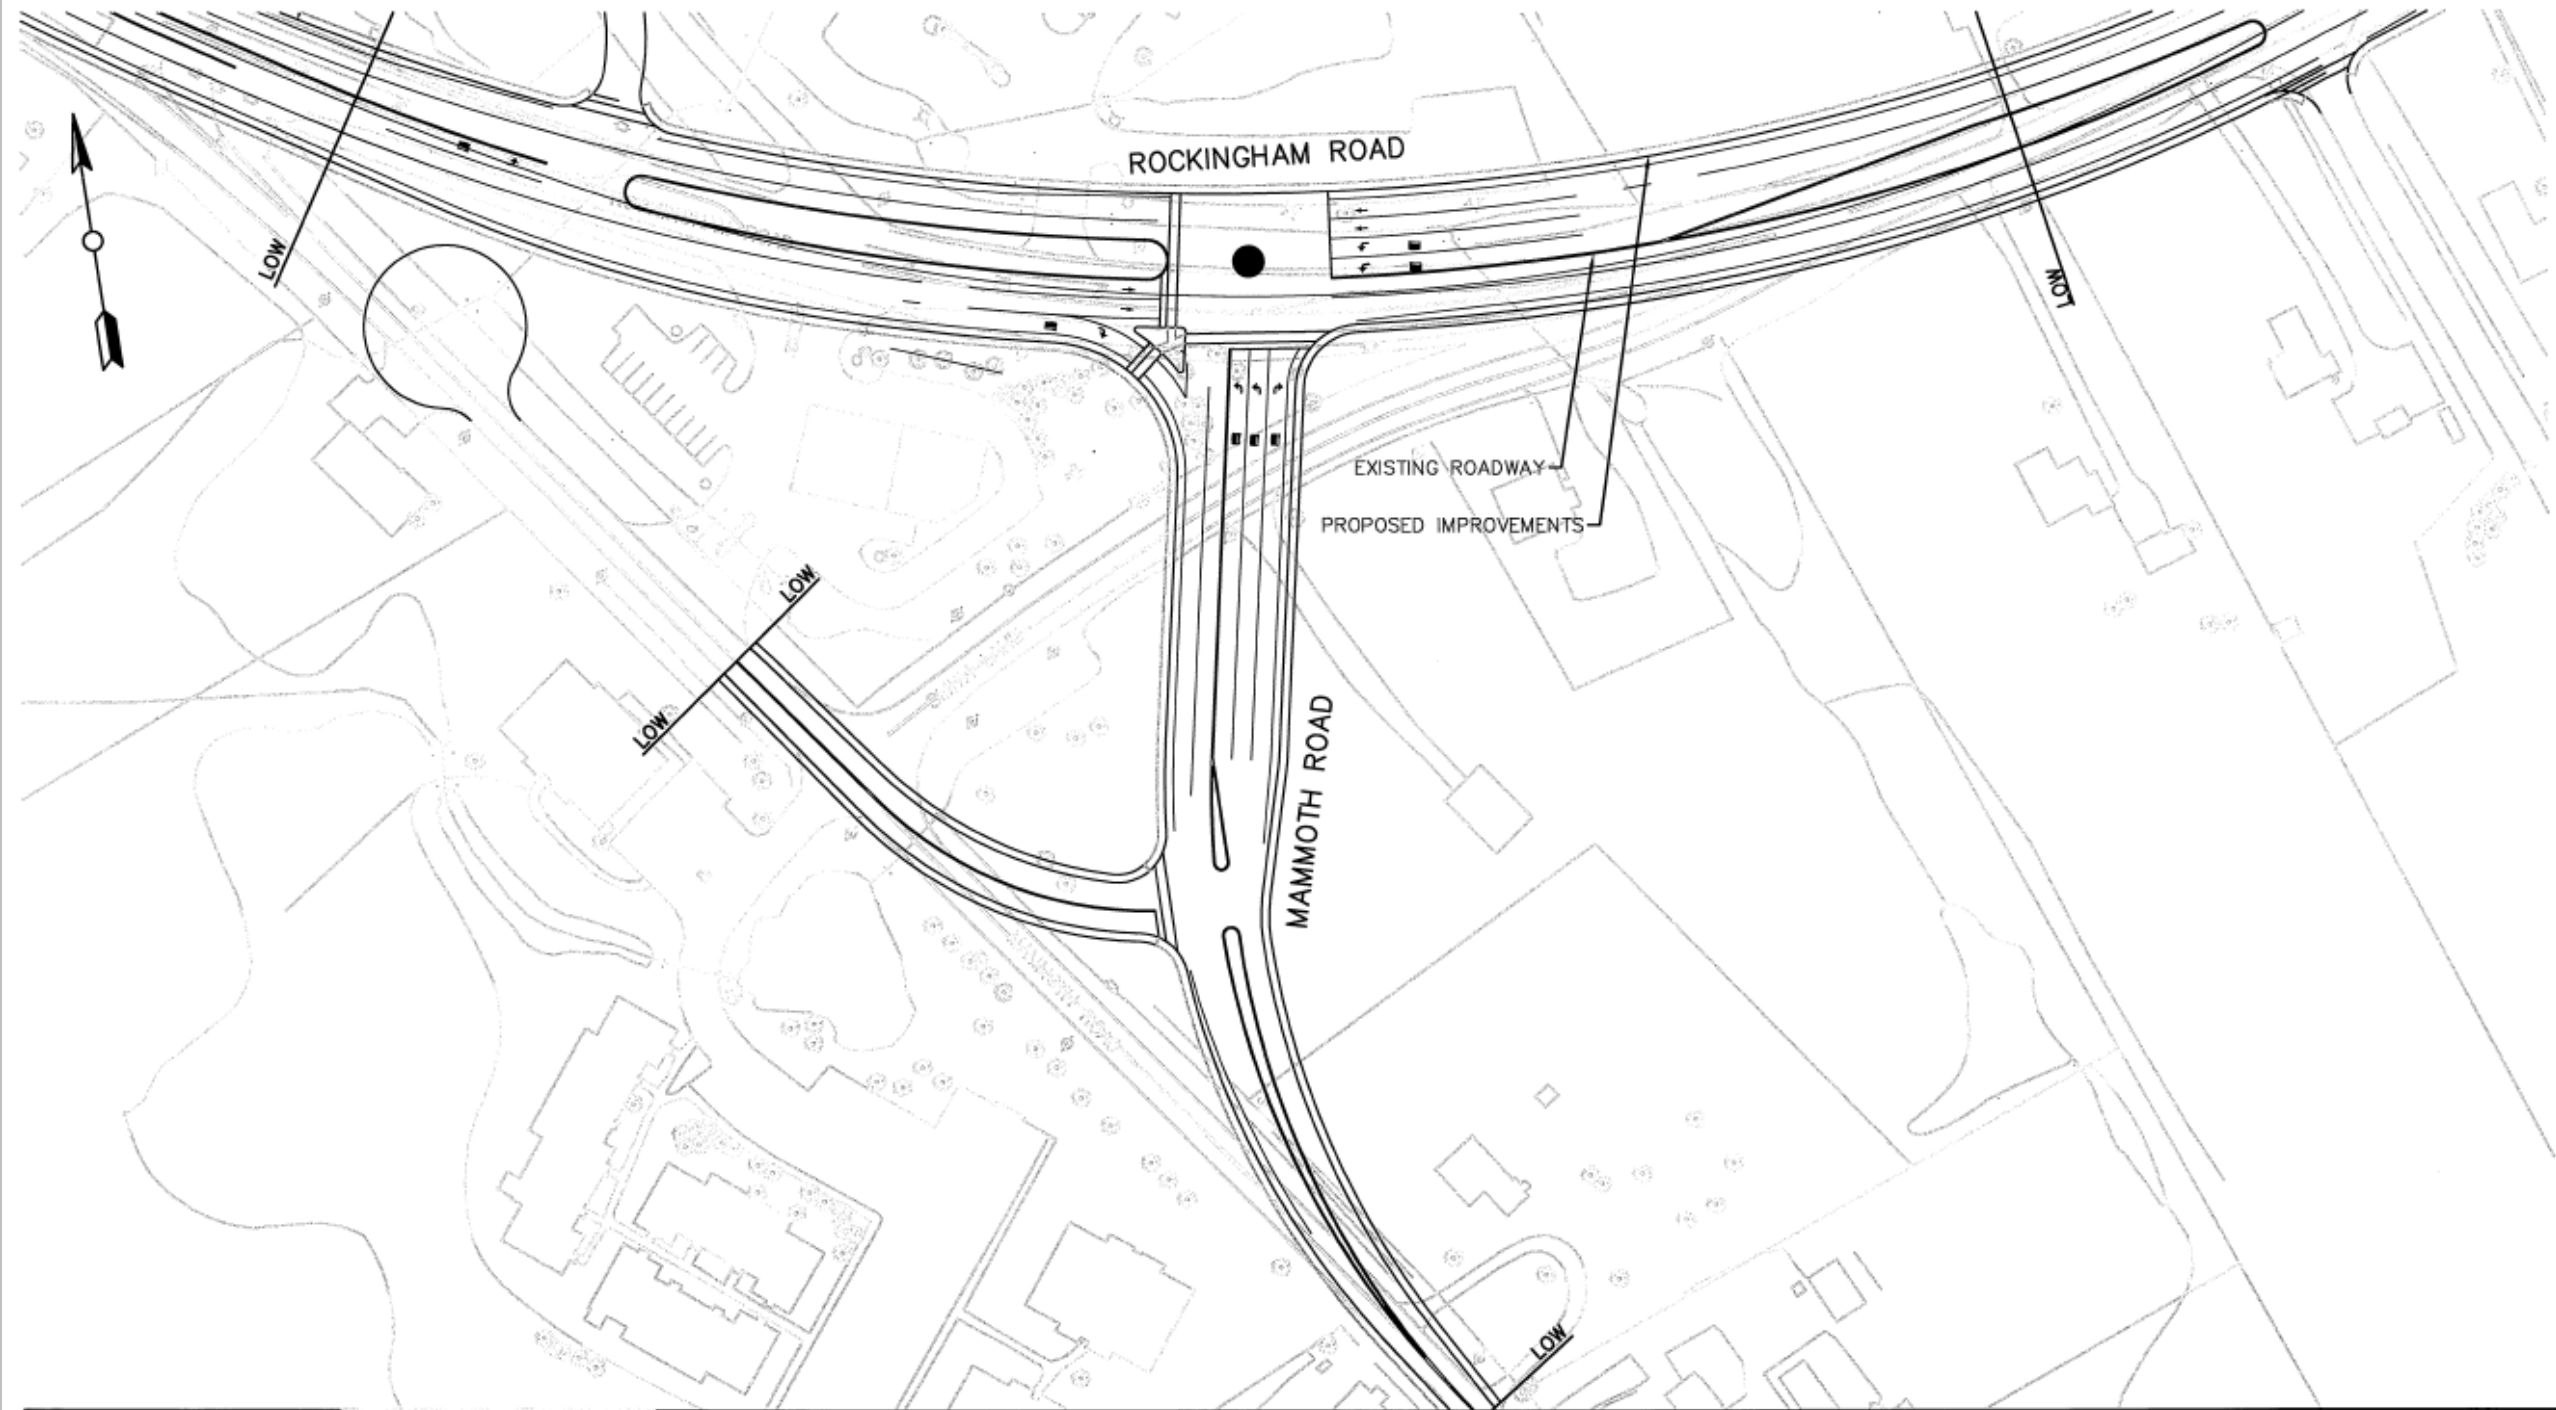 ROCKINGHAM ROAD
LOW
LOW
EXISTING ROADWAY
PROPOSED IMPROVEMENTS
LOW
LOW
MAMMOTH ROAD
LOW